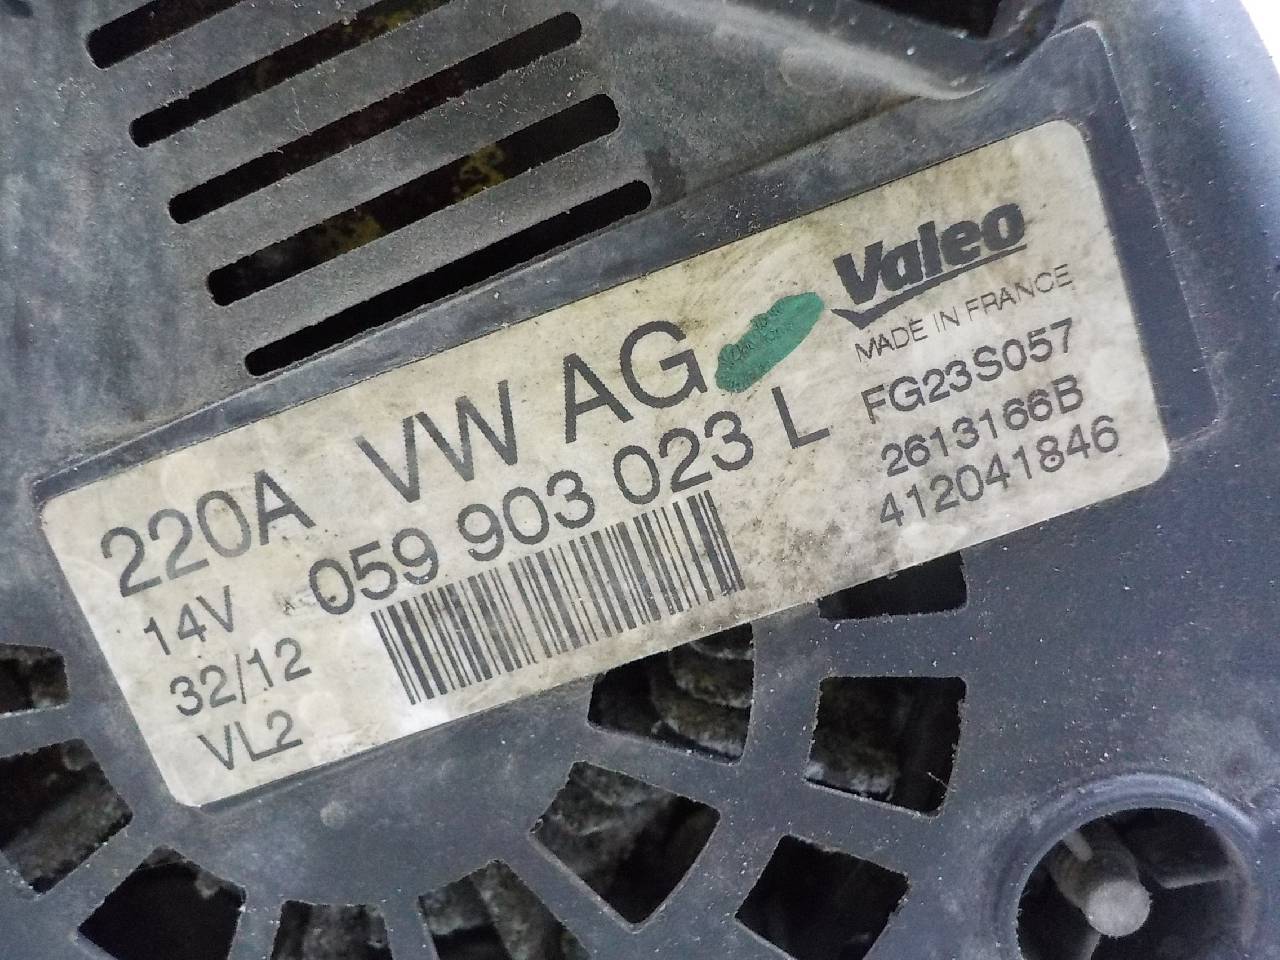 220A VW AG
14V 059 903 023 L
32/12
VL2
Valeo
MADE IN FRANCE
FG23S057
2613166B
412041846